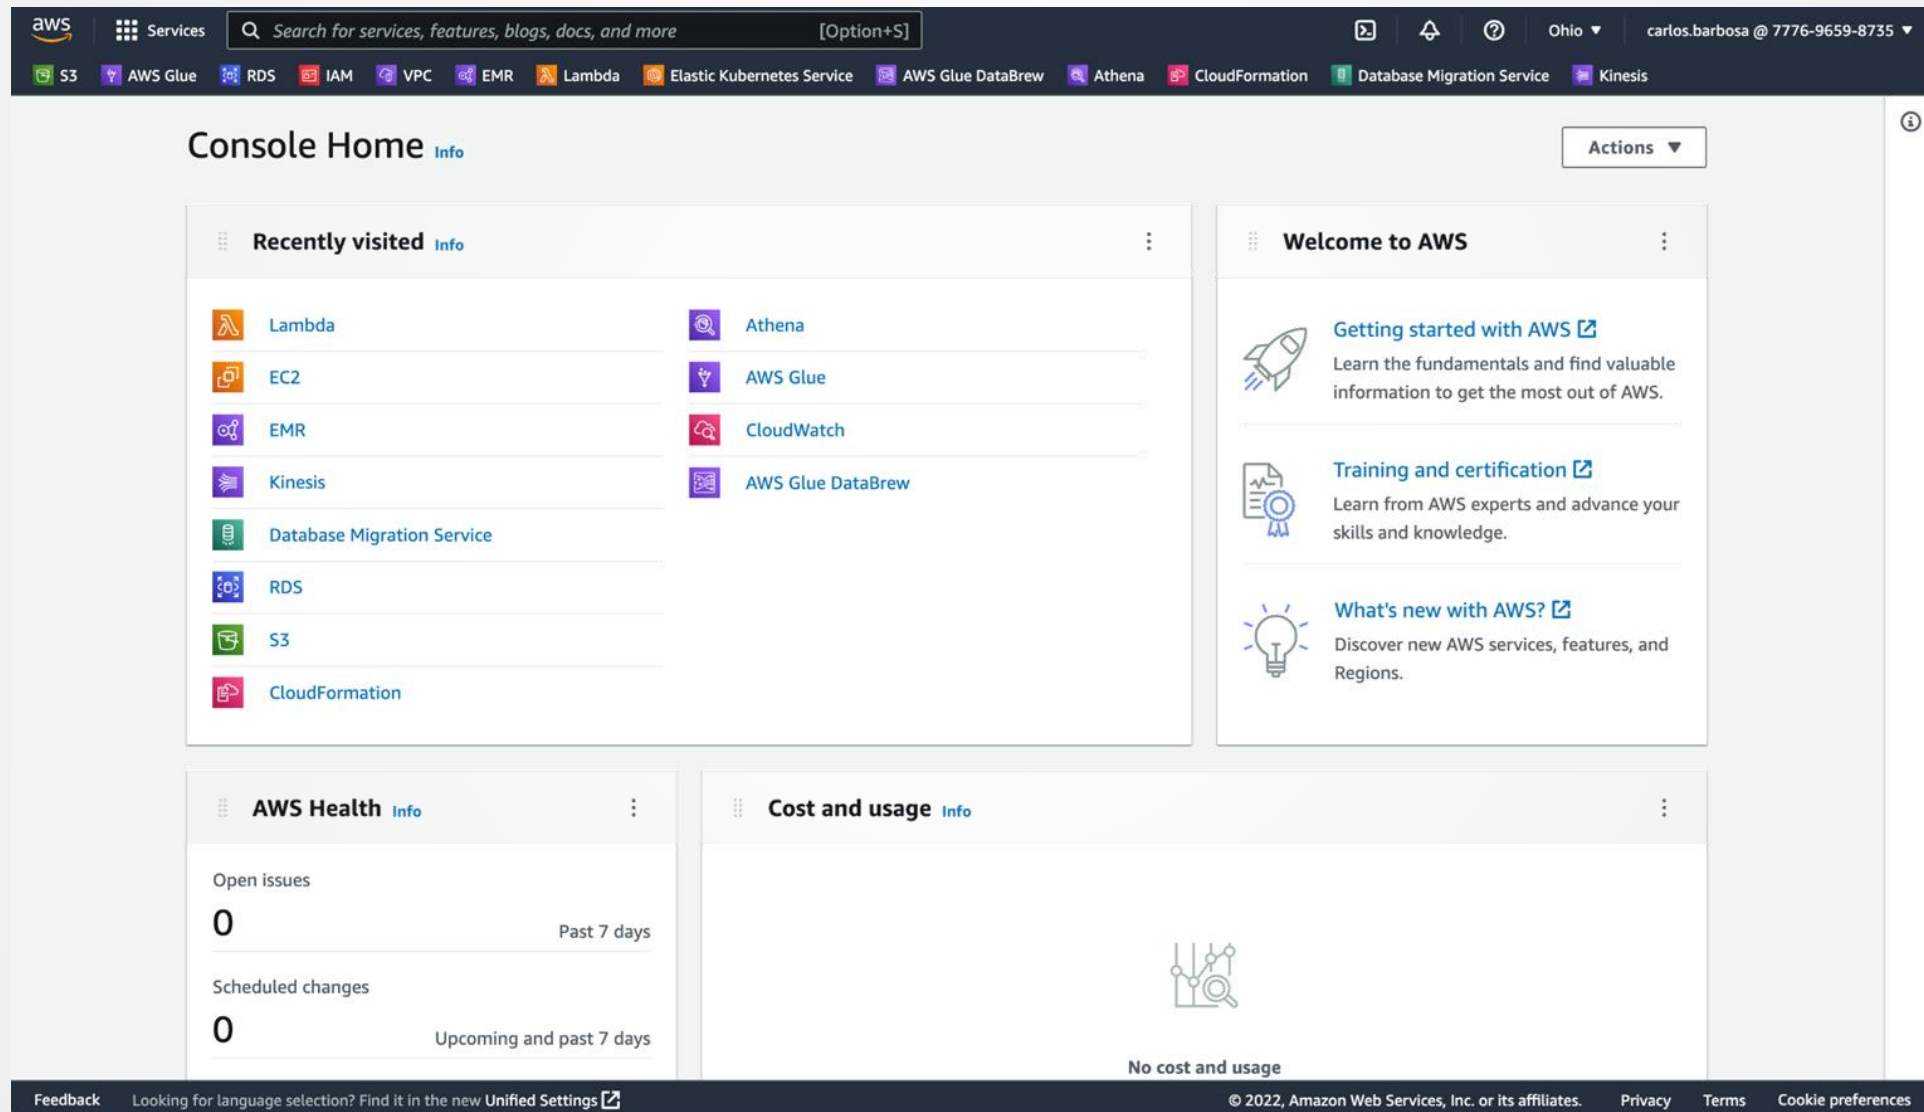 aws
Services
Search for services, features, blogs, docs, and more [Option+S]
Ohio ▼
carlos.barbosa @ 7776-9659-8735 ▼
S3 AWS Glue RDS IAM VPC EMR Lambda Elastic Kubernetes Service AWS Glue DataBrew Athena CloudFormation Database Migration Service Kinesis
Console Home Info
Actions ▼
Recently visited Info
Lambda
EC2
EMR
Kinesis
Database Migration Service
RDS
S3
CloudFormation
Athena
AWS Glue
CloudWatch
AWS Glue DataBrew
Welcome to AWS
Getting started with AWS
Learn the fundamentals and find valuable
information to get the most out of AWS.
Training and certification
Learn from AWS experts and advance your
skills and knowledge.
What's new with AWS?
Discover new AWS services, features, and
Regions.
AWS Health Info
Open issues
0 Past 7 days
Scheduled changes
0 Upcoming and past 7 days
Cost and usage Info
No cost and usage
Feedback Looking for language selection? Find it in the new Unified Settings
© 2022, Amazon Web Services, Inc. or its affiliates. Privacy Terms Cookie preferences